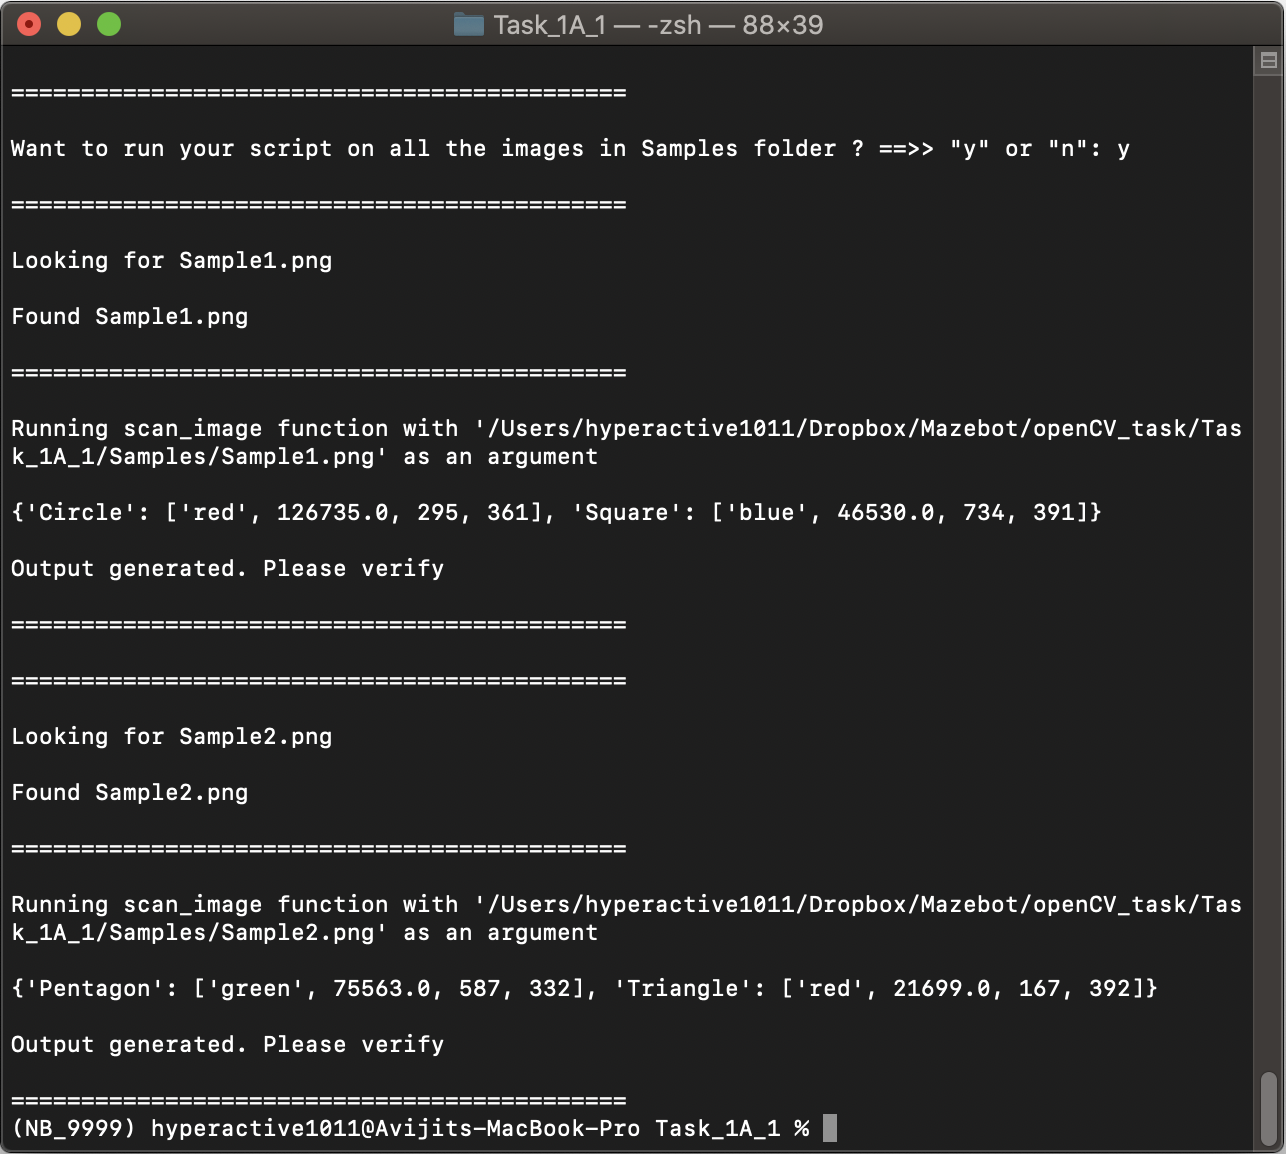 Task_1A_1 — -zsh — 88×39
============================================
Want to run your script on all the images in Samples folder ? ==>> "y" or "n": y
============================================
Looking for Sample1.png
Found Sample1.png
============================================
Running scan_image function with '/Users/hyperactive1011/Dropbox/Mazebot/openCV_task/Tas
k_1A_1/Samples/Sample1.png' as an argument
{'Circle': ['red', 126735.0, 295, 361], 'Square': ['blue', 46530.0, 734, 391]}
Output generated. Please verify
============================================
============================================
Looking for Sample2.png
Found Sample2.png
============================================
Running scan_image function with '/Users/hyperactive1011/Dropbox/Mazebot/openCV_task/Tas
k_1A_1/Samples/Sample2.png' as an argument
{'Pentagon': ['green', 75563.0, 587, 332], 'Triangle': ['red', 21699.0, 167, 392]}
Output generated. Please verify
============================================
(NB_9999) hyperactive1011@Avijits-MacBook-Pro Task_1A_1 %